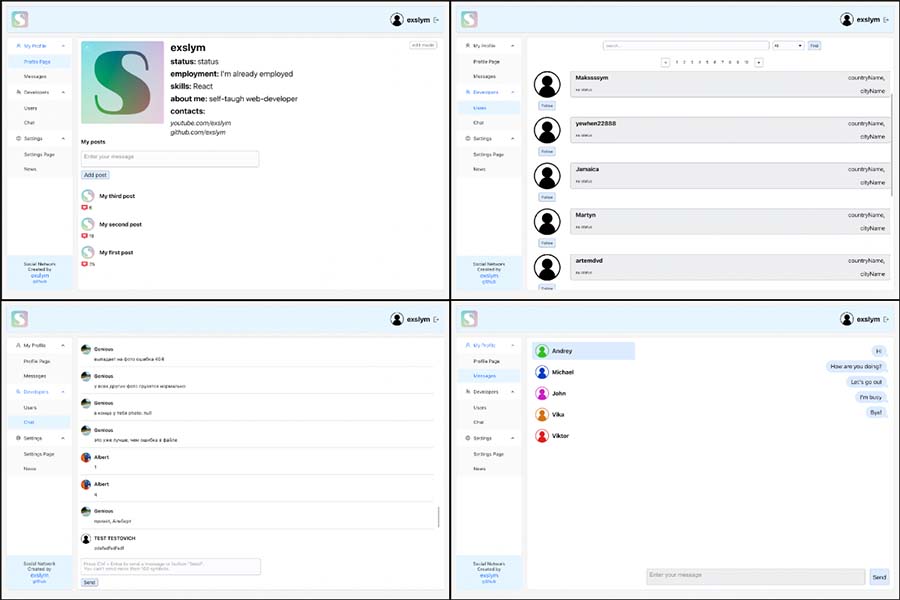 exslym
My Profile
Profile Page
Messages
Developers
Users
Chat
Settings
Settings Page
News
Social Network
Created by
exslym
github
exslym
edit mode
status: status
employment: I'm already employed
skills: React
about me: self-taugh web-developer
contacts:
youtube.com/exslym
github.com/exslym
My posts
Enter your message
Add post
My third post
My second post
My first post
exslym
My Profile
Profile Page
Messages
Developers
Users
Chat
Settings
Settings Page
News
Social Network
Created by
exslym
github
search...
All
Find
1 2 3 4 5 6 7 8 9 10
Makssssym
no status
countryName,
cityName
Follow
yewhen22888
no status
countryName,
cityName
Follow
Jamaica
no status
countryName,
cityName
Follow
Martyn
no status
countryName,
cityName
Follow
artemdvd
no status
countryName,
cityName
Follow
exslym
My Profile
Profile Page
Messages
Developers
Users
Chat
Settings
Settings Page
News
Social Network
Created by
exslym
github
Genious
выпадает на фото ошибка 404
Genious
у всех других фото грузятся нормально
Genious
в конце у тебя photo, null
Genious
это уже лучше, чем ошибка в файле
Albert
1
Albert
q
Genious
привет, Альберт
TEST TESTOVICH
Press Ctrl + Enter to send a message or button "Send".
You can't send more then 100 symbols.
Send
exslym
My Profile
Profile Page
Messages
Developers
Users
Chat
Settings
Settings Page
News
Social Network
Created by
exslym
github
Andrey
Michael
John
Vika
Viktor
Hi
How are you doing?
Let's go out
I'm busy
Bye!
Enter your message
Send